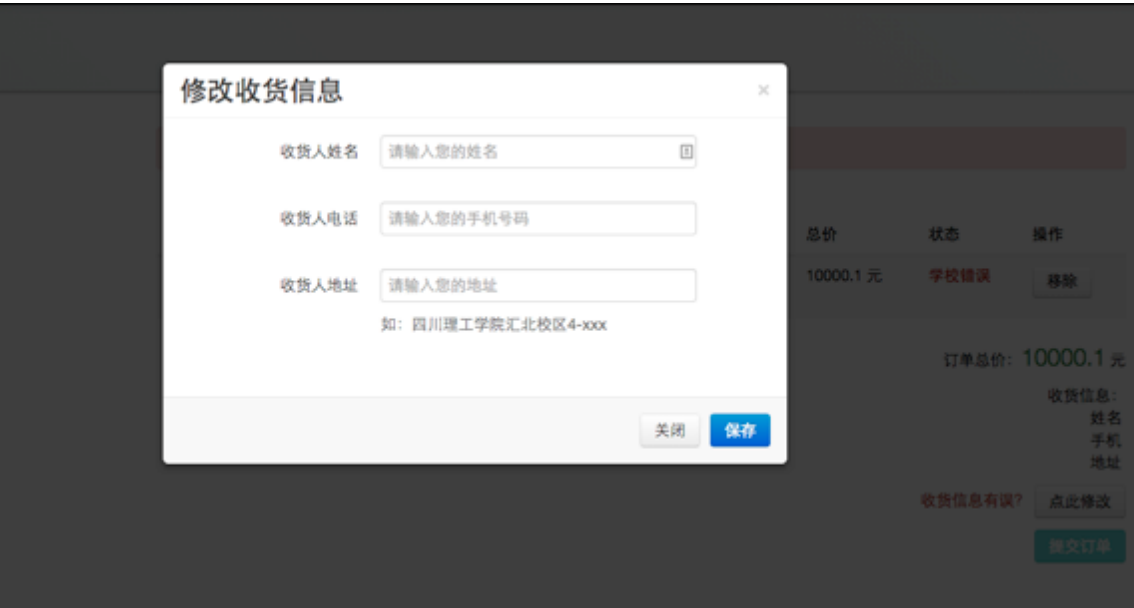 修改收货信息
×
收货人姓名 请输入您的姓名
收货人电话 请输入您的手机号码
收货人地址 请输入您的地址
如：四川理工学院汇北校区4-xxx
关闭 保存
总价 状态 操作
10000.1 元 学校错误 移除
订单总价：10000.1 元
收货信息：
姓名
手机
地址
收货信息有误？ 点此修改
提交订单